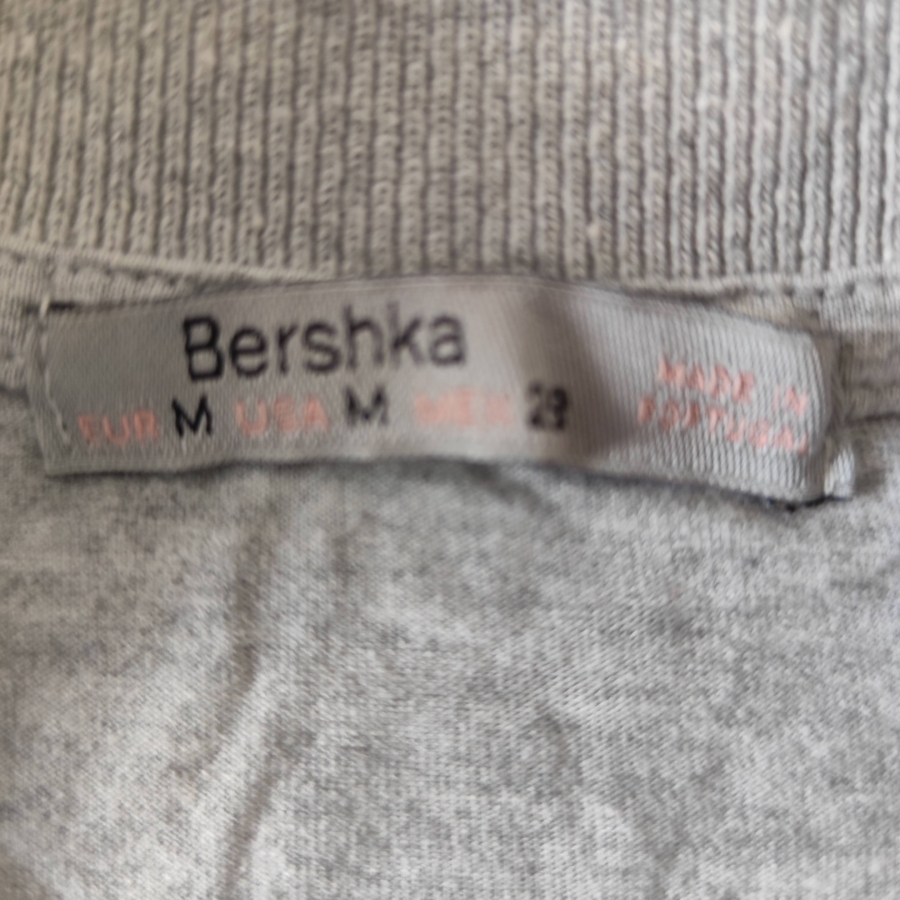 Bershka
EUR M USA M MEX 28
MADE IN
PORTUGAL